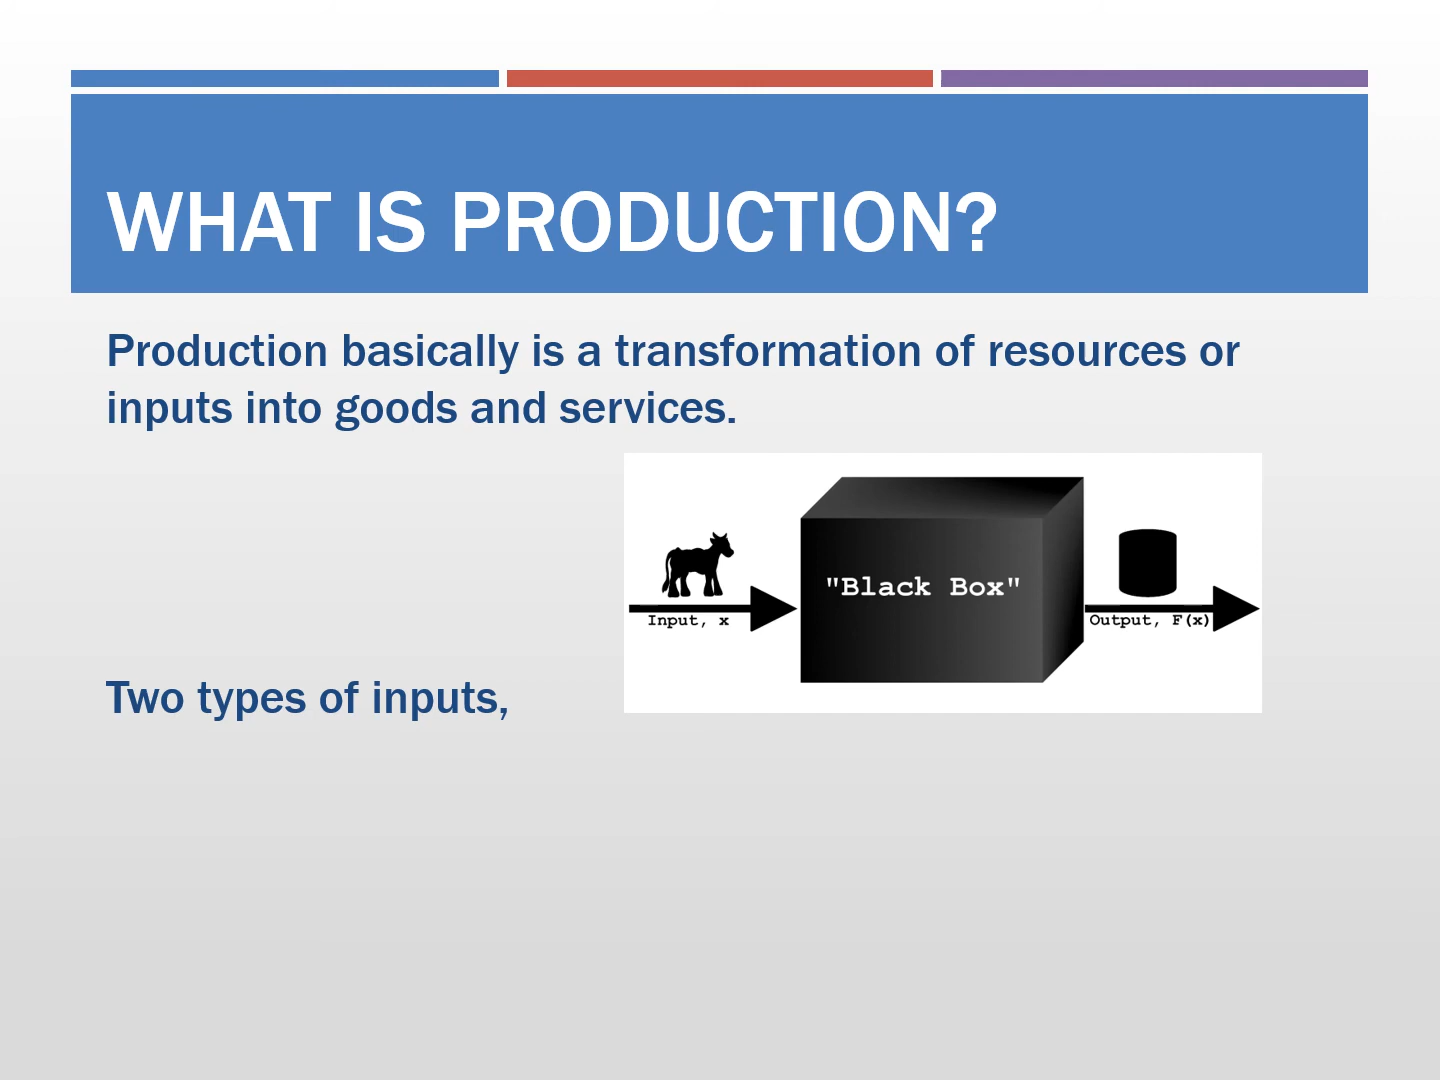 WHAT IS PRODUCTION?
Production basically is a transformation of resources or
inputs into goods and services.
"Black Box"
Input, x
Output, F(x)
Two types of inputs,